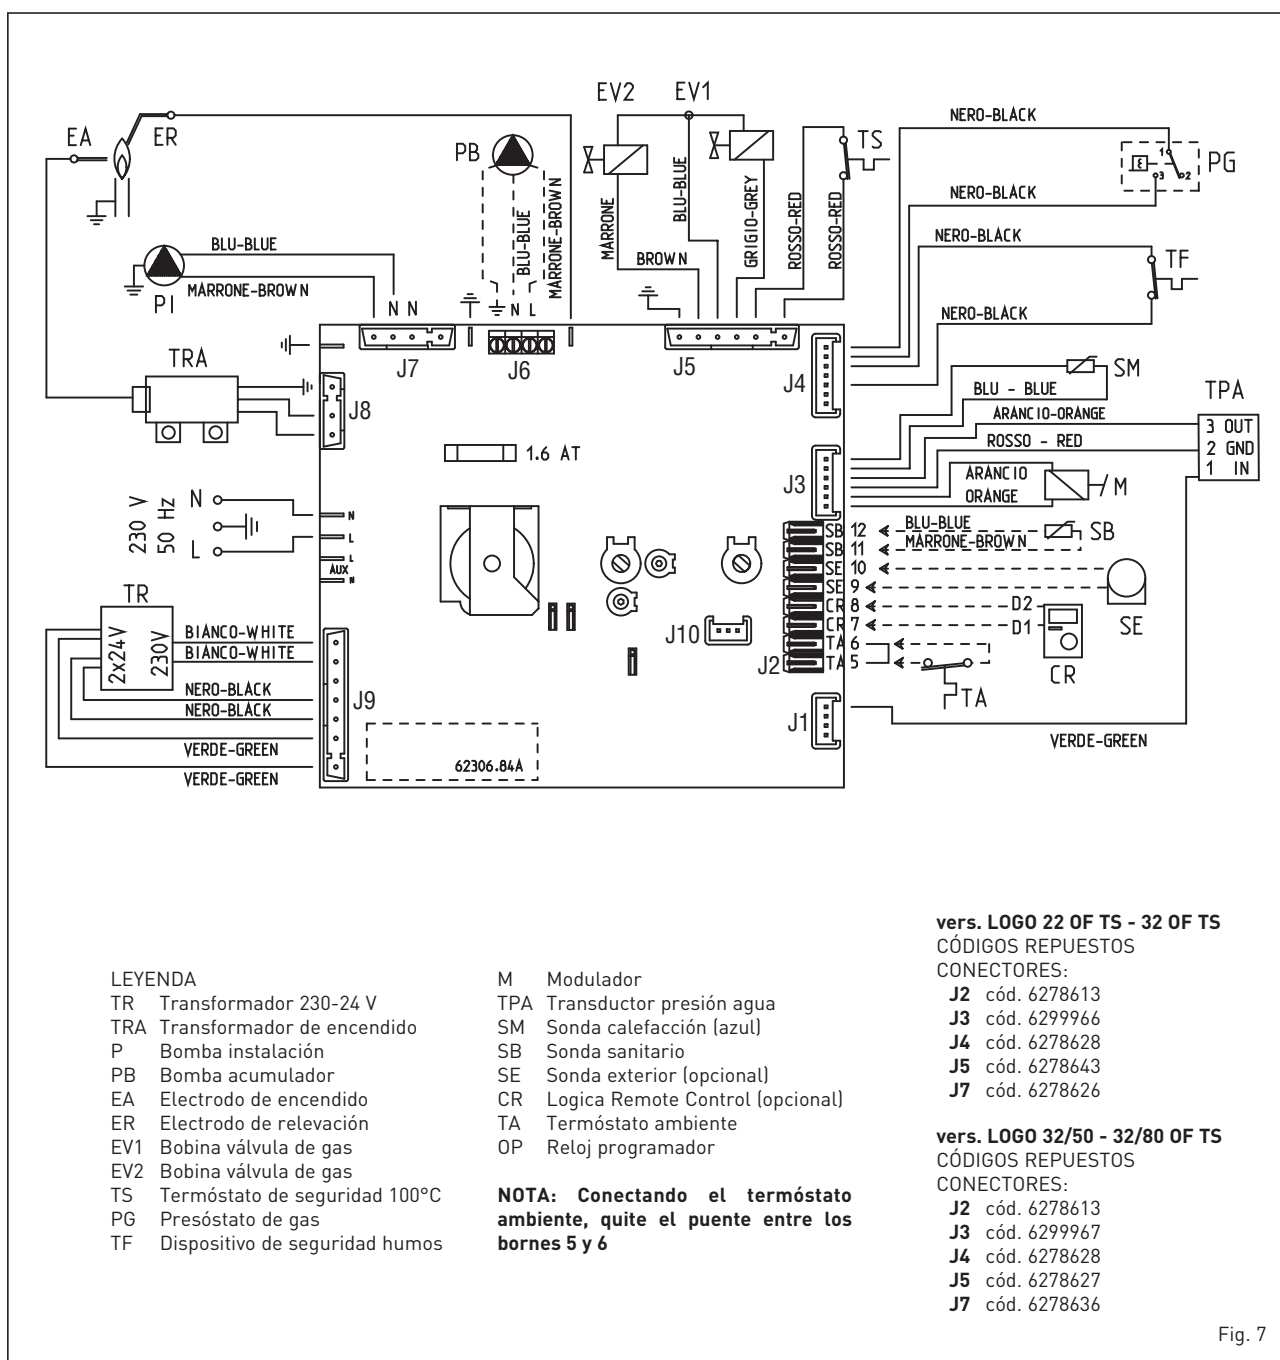 EV2
EV1
NERO-BLACK
EA
ER
PB
TS
PG
1
3
2
MARRONE
BLU-BLUE
GRIGIO-GREY
ROSSO-RED
ROSSO-RED
NERO-BLACK
BLU-BLUE
MARRONE-BROWN
BLU-BLUE
BROWN
NERO-BLACK
TF
MARRONE-BROWN
PI
N N
N L
NERO-BLACK
TRA
J7
J6
J5
J4
SM
BLU - BLUE
TPA
J8
ARANCIO-ORANGE
3 OUT
ROSSO - RED
2 GND
1 IN
1.6 AT
J3
ARANCIO
ORANGE
M
230 V
50 Hz
N
L
N
L
L
AUX
N
SB 12
BLU-BLUE
SB
SB 11
MARRONE-BROWN
SE 10
SE 9
SE
CR 8
D2
CR 7
D1
CR
TA 6
TA 5
TA
J10
J2
TR
2x24V
230V
BIANCO-WHITE
BIANCO-WHITE
NERO-BLACK
NERO-BLACK
J9
VERDE-GREEN
VERDE-GREEN
62306.84A
J1
VERDE-GREEN
LEYENDA
TR Transformador 230-24 V
TRA Transformador de encendido
P Bomba instalación
PB Bomba acumulador
EA Electrodo de encendido
ER Electrodo de relevación
EV1 Bobina válvula de gas
EV2 Bobina válvula de gas
TS Termóstato de seguridad 100°C
PG Presóstato de gas
TF Dispositivo de seguridad humos
M Modulador
TPA Transductor presión agua
SM Sonda calefacción (azul)
SB Sonda sanitario
SE Sonda exterior (opcional)
CR Logica Remote Control (opcional)
TA Termóstato ambiente
OP Reloj programador
NOTA: Conectando el termóstato
ambiente, quite el puente entre los
bornes 5 y 6
vers. LOGO 22 OF TS - 32 OF TS
CÓDIGOS REPUESTOS
CONECTORES:
J2 cód. 6278613
J3 cód. 6299966
J4 cód. 6278628
J5 cód. 6278643
J7 cód. 6278626
vers. LOGO 32/50 - 32/80 OF TS
CÓDIGOS REPUESTOS
CONECTORES:
J2 cód. 6278613
J3 cód. 6299967
J4 cód. 6278628
J5 cód. 6278627
J7 cód. 6278636
Fig. 7